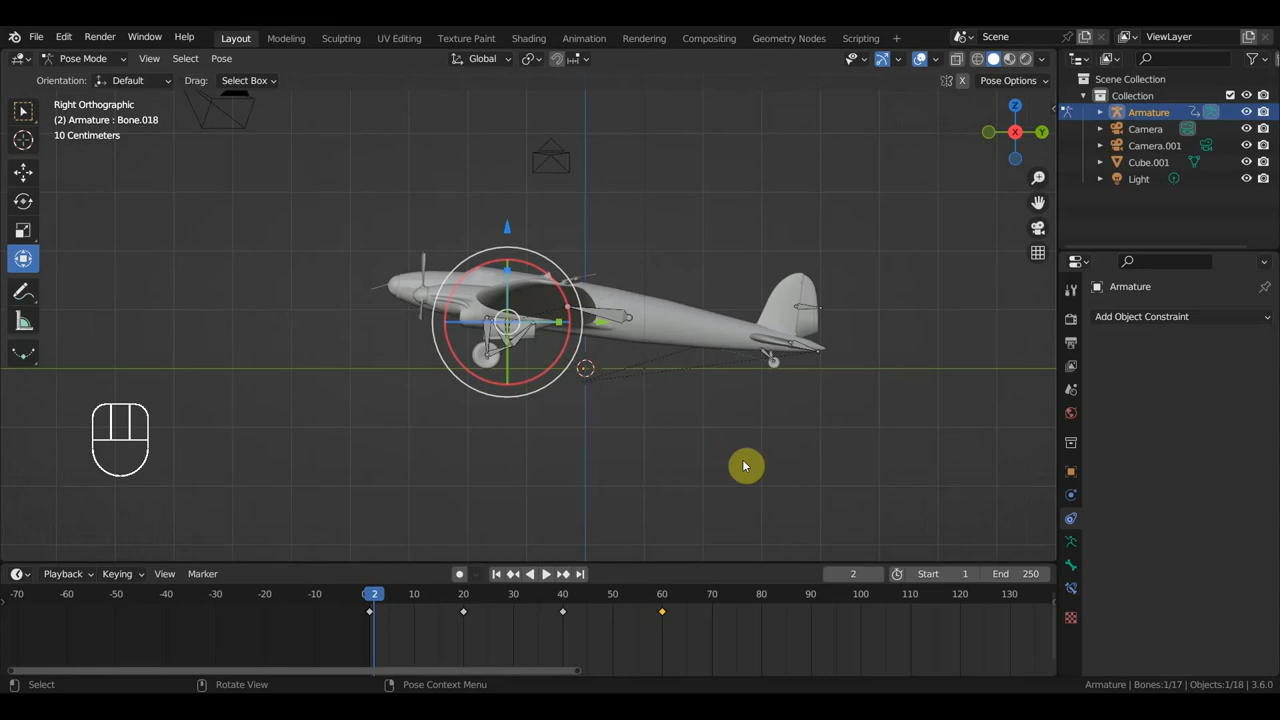 File Edit Render Window Help Layout Modeling Sculpting UV Editing Texture Paint Shading Animation Rendering Compositing Geometry Nodes Scripting + Scene ViewLayer
Pose Mode View Select Pose Global Pose Options
Orientation: Default Drag: Select Box X
Right Orthographic
(2) Armature : Bone.018
10 Centimeters
Z
X
Y
Scene Collection
Collection
Armature
Camera
Camera.001
Cube.001
Light
Armature
Add Object Constraint
Playback Keying View Marker 2 Start 1 End 250
-70 -60 -50 -40 -30 -20 -10 2 10 20 30 40 50 60 70 80 90 100 110 120 130
Select Rotate View Pose Context Menu Armature | Bones:1/17 | Objects:1/18 | 3.6.0